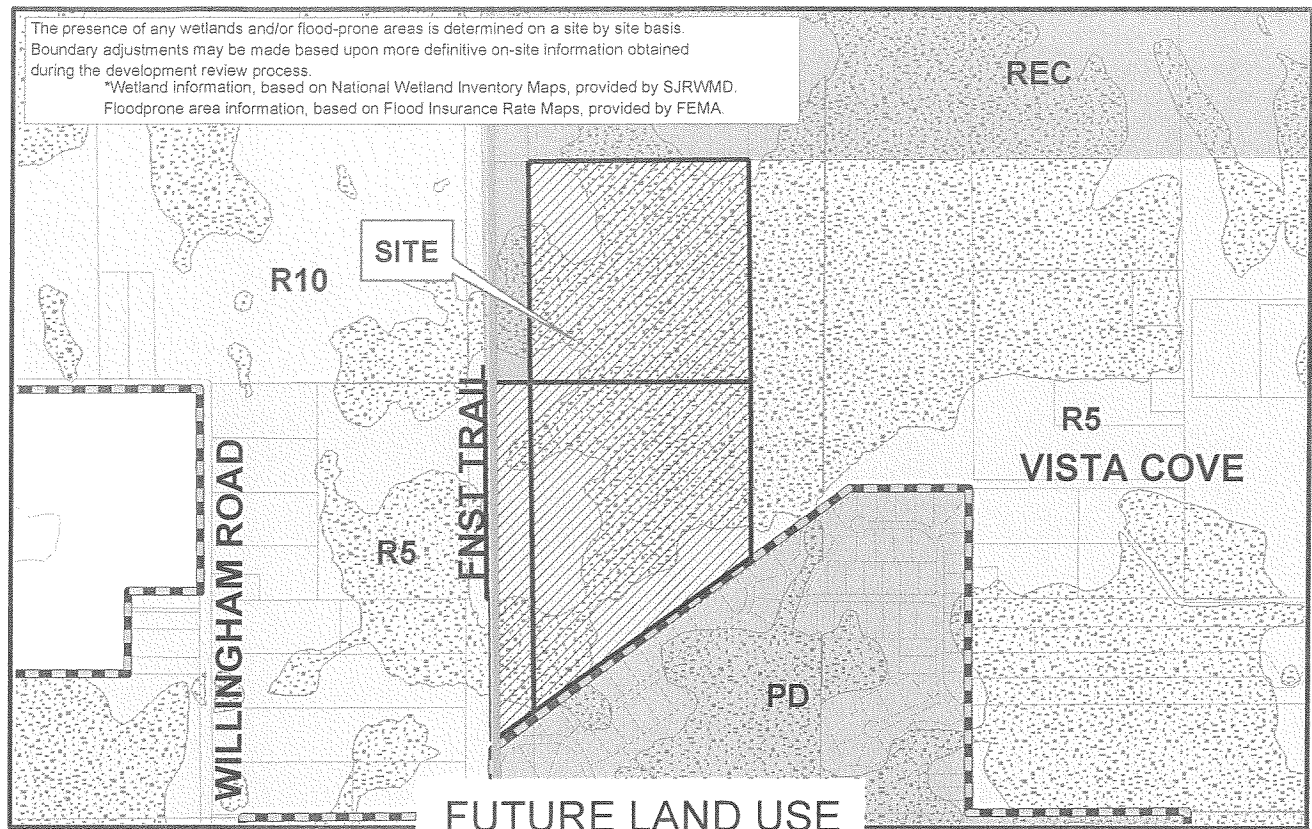 The presence of any wetlands and/or flood-prone areas is determined on a site by site basis.
Boundary adjustments may be made based upon more definitive on-site information obtained
during the development review process.
*Wetland information, based on National Wetland Inventory Maps, provided by SJRWMD.
Floodprone area information, based on Flood Insurance Rate Maps, provided by FEMA.
REC
SITE
R10
FNST TRAIL
R5
VISTA COVE
WILLINGHAM ROAD
R5
PD
FUTURE LAND USE